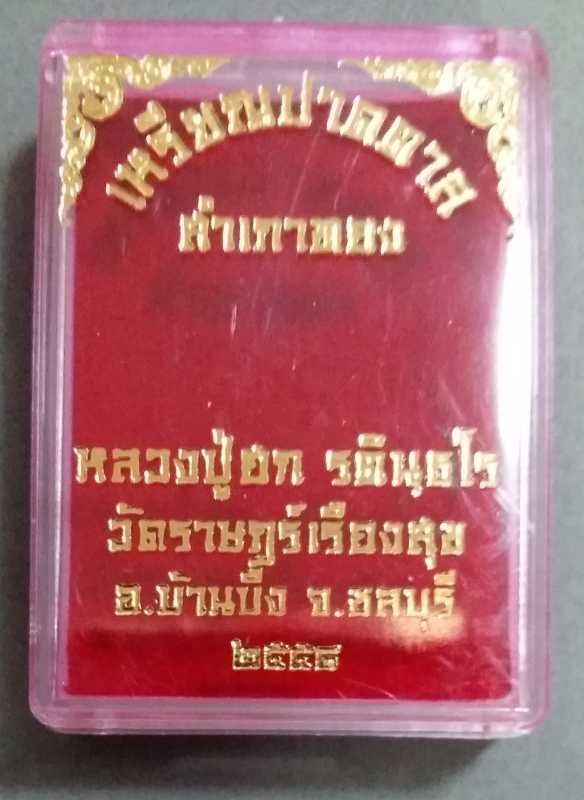 เหรียญปาดตาล
สำเภาทอง
หลวงปู่ฮก รตินฺธโร
วัดราษฎร์เรืองสุข
อ.บ้านบึง จ.ชลบุรี
๒๕๕๘